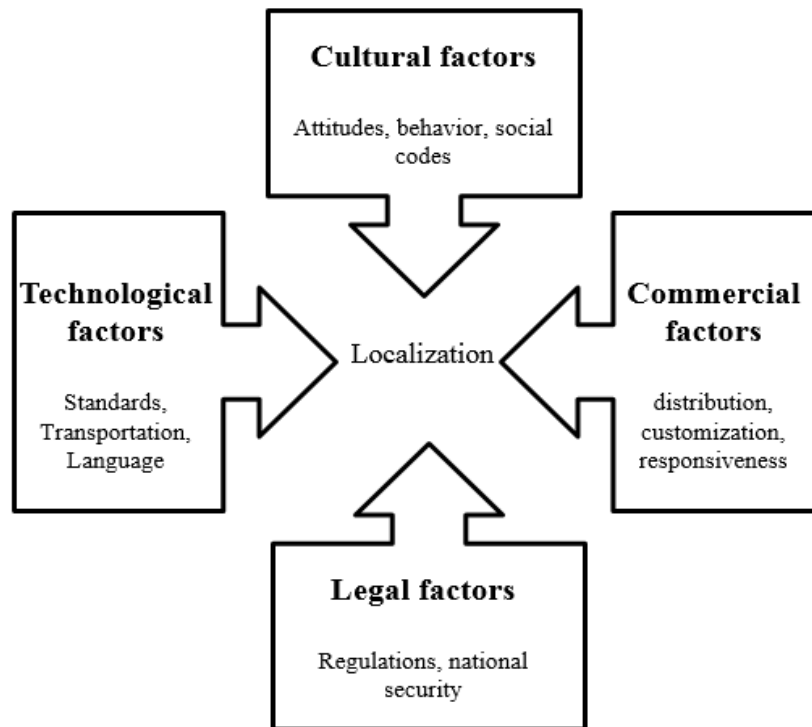 Cultural factors
Attitudes, behavior, social
codes
Technological
factors
Standards,
Transportation,
Language
Localization
Commercial
factors
distribution,
customization,
responsiveness
Legal factors
Regulations, national
security